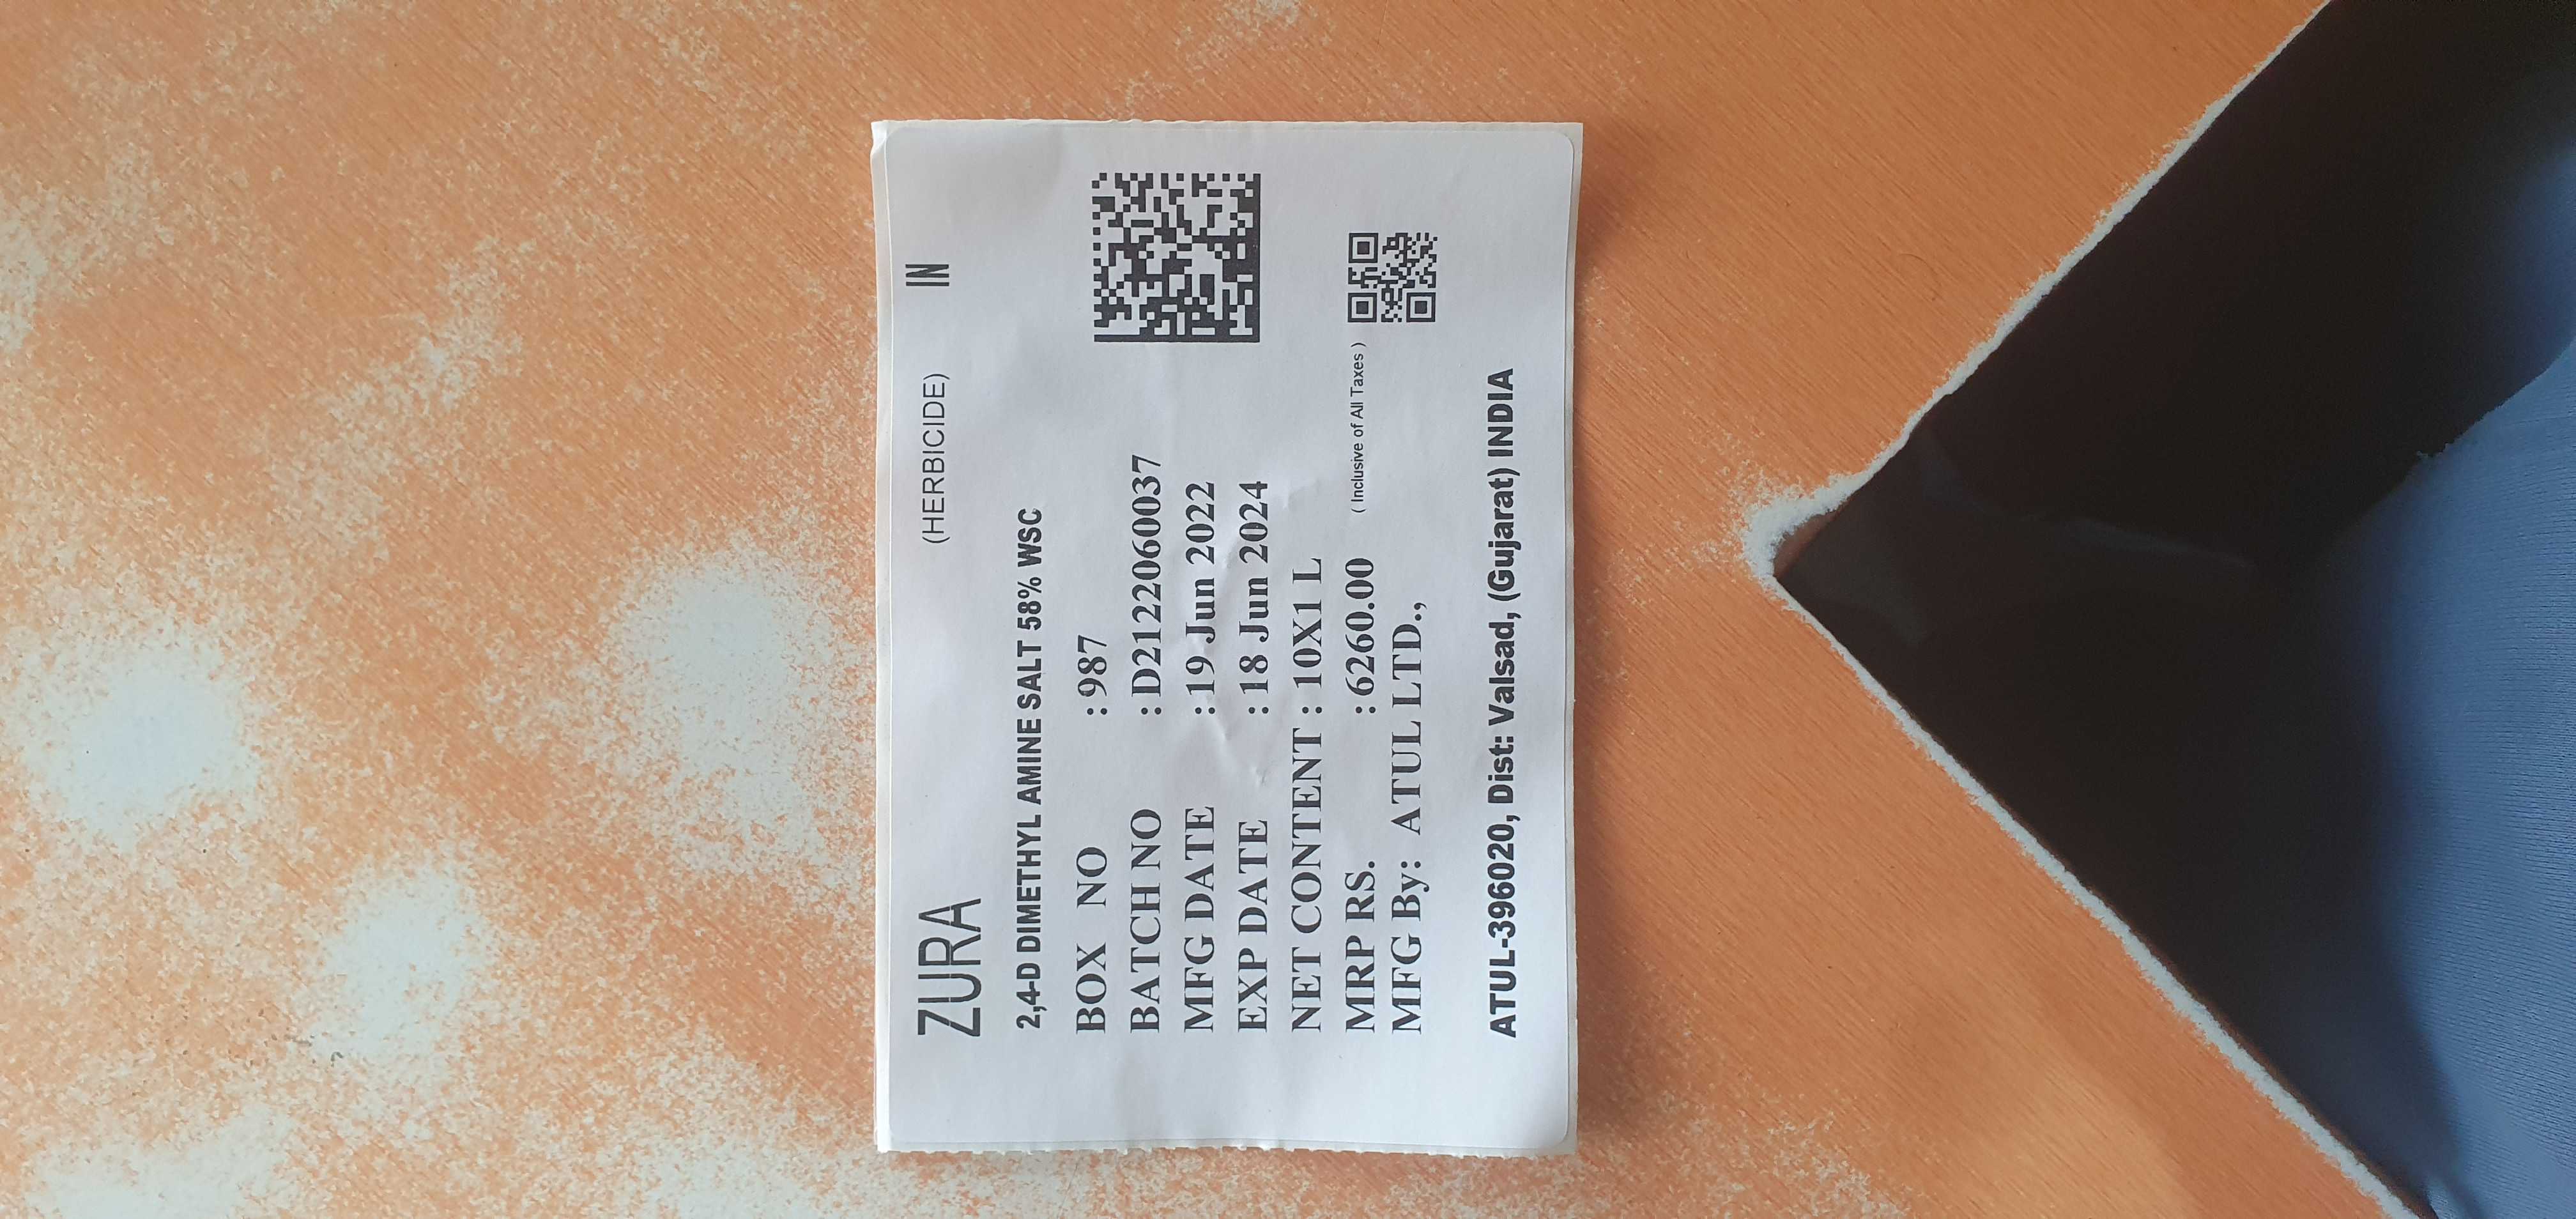 ZURA (HERBICIDE) IN
2,4-D DIMETHYL AMINE SALT 58% WSC
BOX NO : 987
BATCH NO : D2122060037
MFG DATE : 19 Jun 2022
EXP DATE : 18 Jun 2024
NET CONTENT : 10X1 L
MRP RS. : 6260.00 ( Inclusive of All Taxes )
MFG By: ATUL LTD.,
ATUL-396020, Dist: Valsad, (Gujarat) INDIA